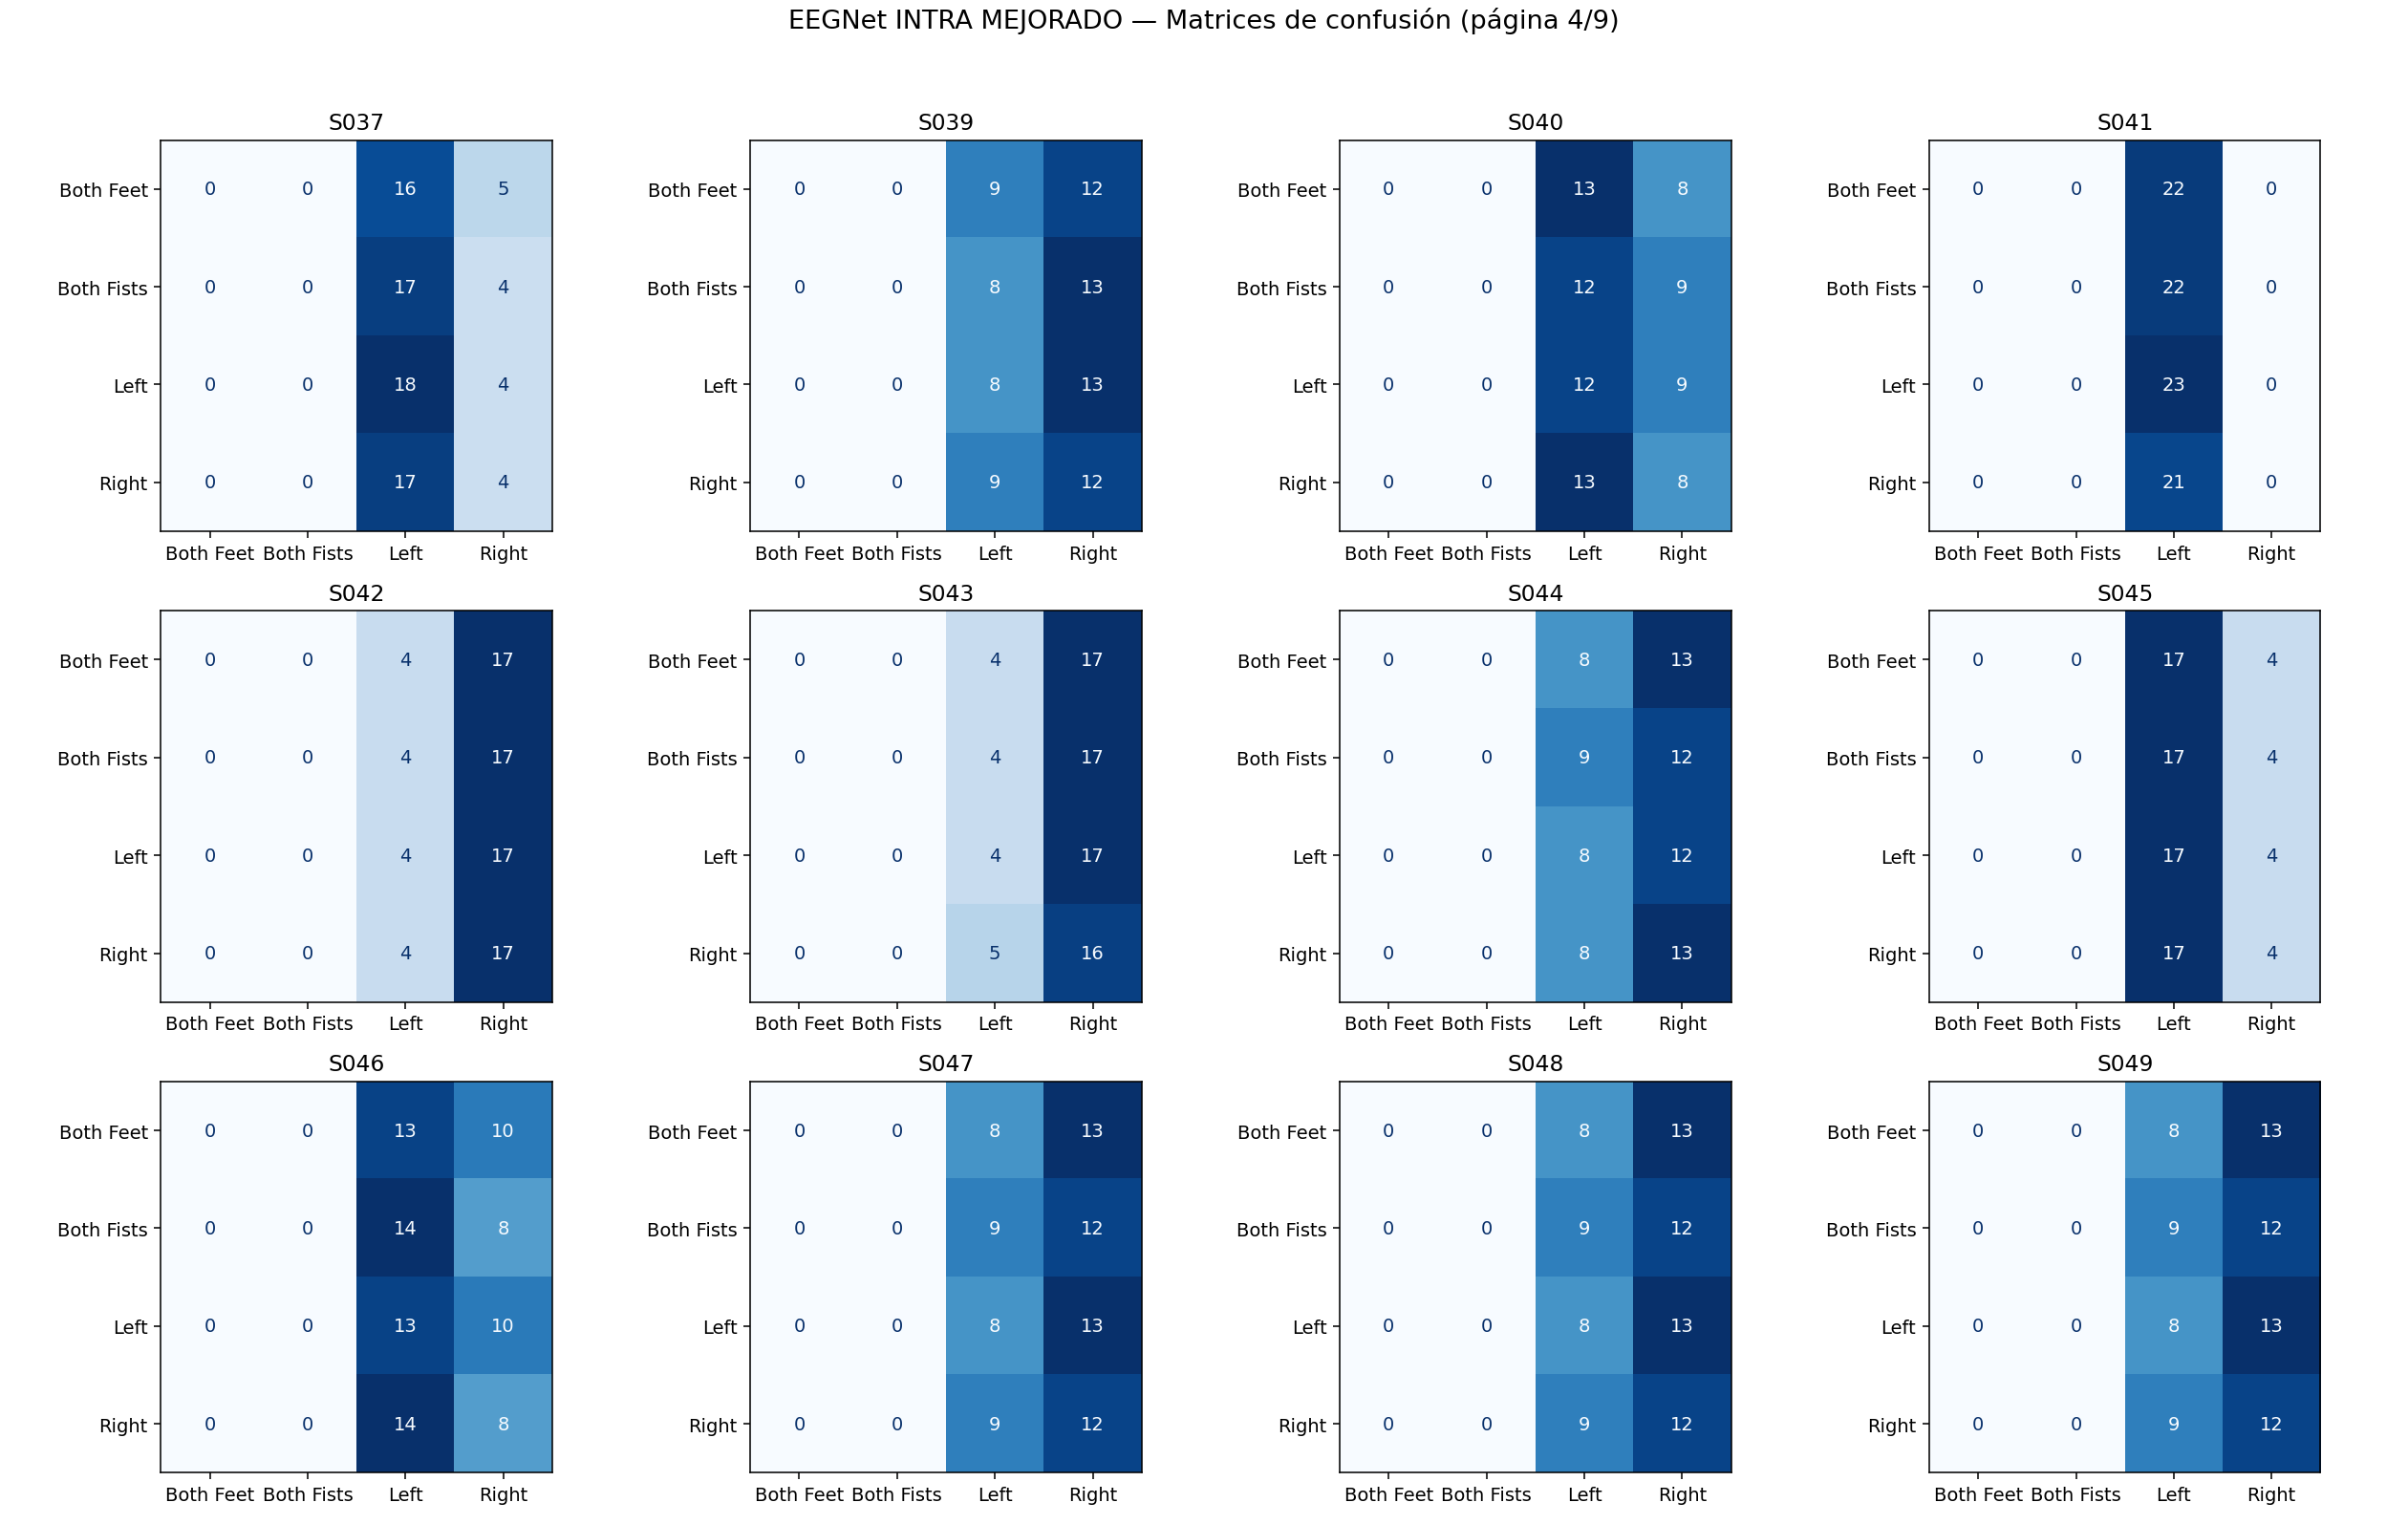 EEGNet INTRA MEJORADO — Matrices de confusión (página 4/9)
S037 S039 S040 S041
Both Feet 0 0 16 5 Both Feet 0 0 9 12 Both Feet 0 0 13 8 Both Feet 0 0 22 0
Both Fists 0 0 17 4 Both Fists 0 0 8 13 Both Fists 0 0 12 9 Both Fists 0 0 22 0
Left 0 0 18 4 Left 0 0 8 13 Left 0 0 12 9 Left 0 0 23 0
Right 0 0 17 4 Right 0 0 9 12 Right 0 0 13 8 Right 0 0 21 0
Both Feet Both Fists Left Right Both Feet Both Fists Left Right Both Feet Both Fists Left Right Both Feet Both Fists Left Right
S042 S043 S044 S045
Both Feet 0 0 4 17 Both Feet 0 0 4 17 Both Feet 0 0 8 13 Both Feet 0 0 17 4
Both Fists 0 0 4 17 Both Fists 0 0 4 17 Both Fists 0 0 9 12 Both Fists 0 0 17 4
Left 0 0 4 17 Left 0 0 4 17 Left 0 0 8 12 Left 0 0 17 4
Right 0 0 4 17 Right 0 0 5 16 Right 0 0 8 13 Right 0 0 17 4
Both Feet Both Fists Left Right Both Feet Both Fists Left Right Both Feet Both Fists Left Right Both Feet Both Fists Left Right
S046 S047 S048 S049
Both Feet 0 0 13 10 Both Feet 0 0 8 13 Both Feet 0 0 8 13 Both Feet 0 0 8 13
Both Fists 0 0 14 8 Both Fists 0 0 9 12 Both Fists 0 0 9 12 Both Fists 0 0 9 12
Left 0 0 13 10 Left 0 0 8 13 Left 0 0 8 13 Left 0 0 8 13
Right 0 0 14 8 Right 0 0 9 12 Right 0 0 9 12 Right 0 0 9 12
Both Feet Both Fists Left Right Both Feet Both Fists Left Right Both Feet Both Fists Left Right Both Feet Both Fists Left Right